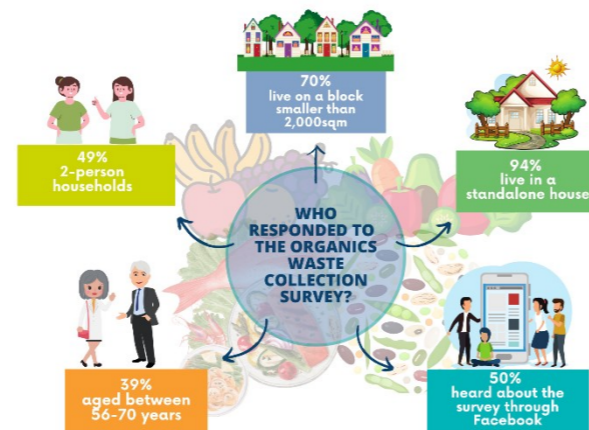 70%
live on a block
smaller than
2,000sqm
49%
2-person
households
94%
live in a
standalone house
WHO
RESPONDED TO
THE ORGANICS
WASTE
COLLECTION
SURVEY?
39%
aged between
56-70 years
50%
heard about the
survey through
Facebook